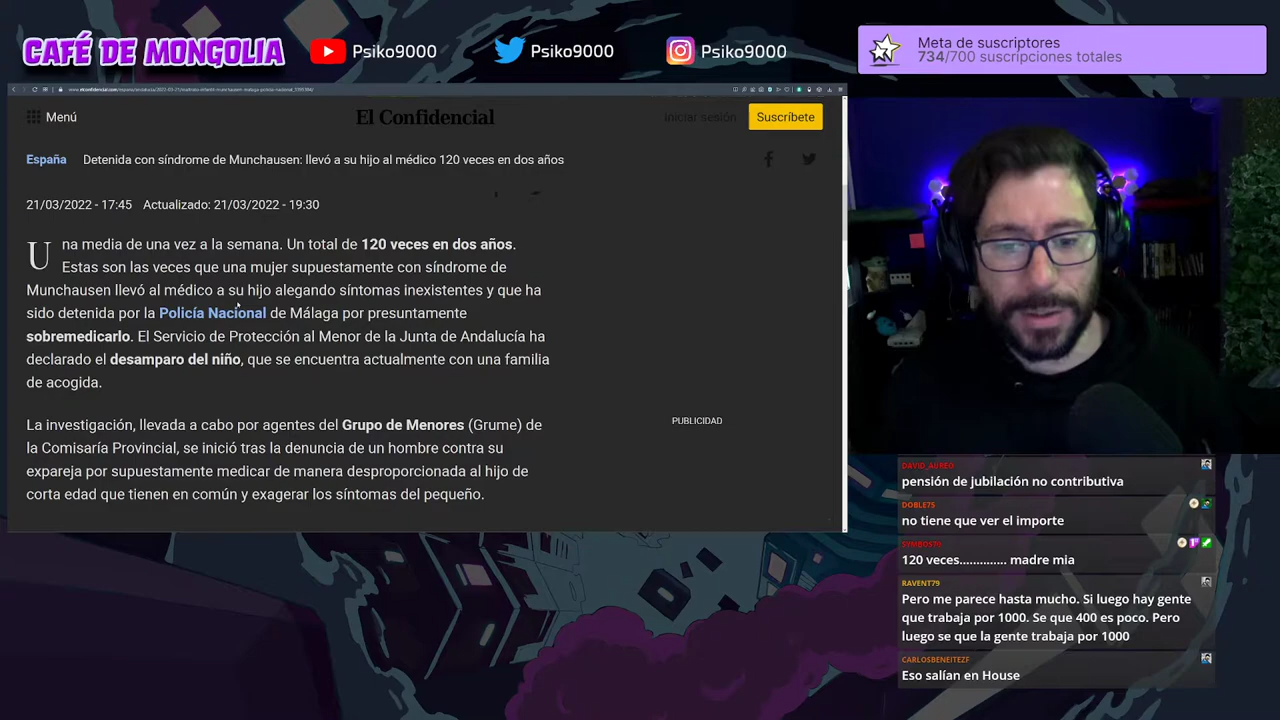 CAFÉ DE MONGOLIA
Psiko9000
Psiko9000
Psiko9000
Meta de suscriptores
734/700 suscripciones totales
Menú
El Confidencial
Iniciar sesión
Suscríbete
España
Detenida con síndrome de Munchausen: llevó a su hijo al médico 120 veces en dos años
21/03/2022 - 17:45 Actualizado: 21/03/2022 - 19:30
Una media de una vez a la semana. Un total de 120 veces en dos años.
Estas son las veces que una mujer supuestamente con síndrome de
Munchausen llevó al médico a su hijo alegando síntomas inexistentes y que ha
sido detenida por la Policía Nacional de Málaga por presuntamente
sobremedicarlo. El Servicio de Protección al Menor de la Junta de Andalucía ha
declarado el desamparo del niño, que se encuentra actualmente con una familia
de acogida.
PUBLICIDAD
La investigación, llevada a cabo por agentes del Grupo de Menores (Grume) de
la Comisaría Provincial, se inició tras la denuncia de un hombre contra su
expareja por supuestamente medicar de manera desproporcionada al hijo de
corta edad que tienen en común y exagerar los síntomas del pequeño.
DAVID_AUREO
pensión de jubilación no contributiva
DOBLE75
no tiene que ver el importe
120 veces.............. madre mia
RAVENT79
Pero me parece hasta mucho. Si luego hay gente
que trabaja por 1000. Se que 400 es poco. Pero
luego se que la gente trabaja por 1000
CARLOSBENEITEZF
Eso salían en House